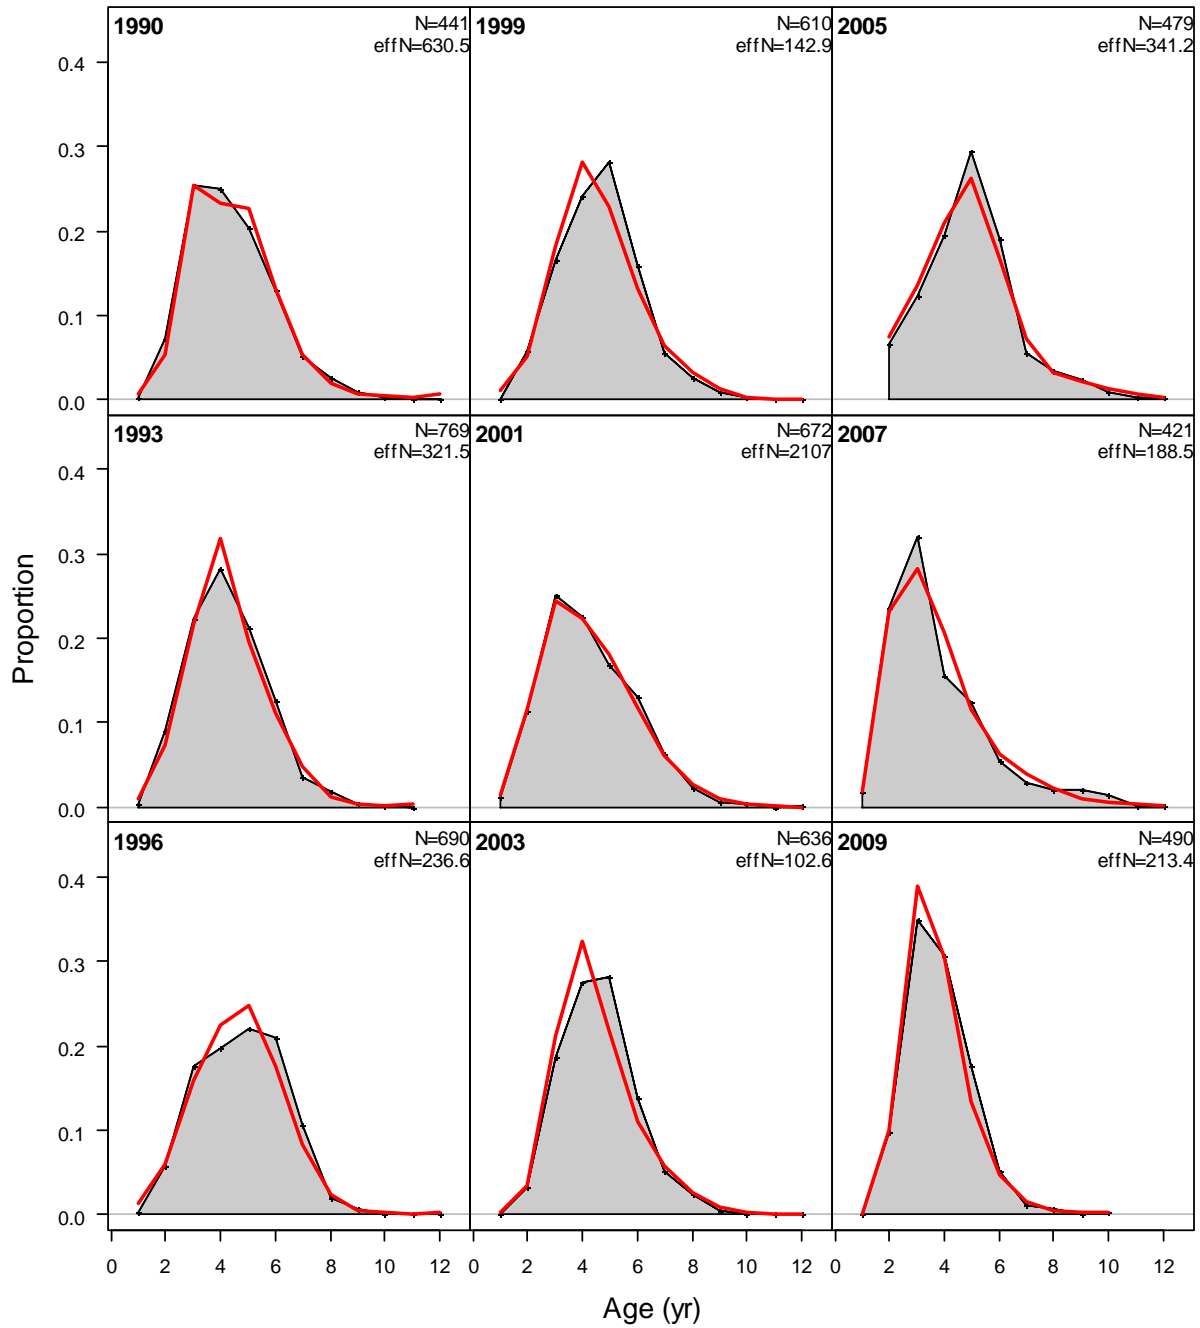 1990
N=441
effN=630.5
1999
N=610
effN=142.9
2005
N=479
effN=341.2
0.4
0.3
0.2
0.1
0.0
1993
N=769
effN=321.5
2001
N=672
effN=2107
2007
N=421
effN=188.5
0.4
0.3
0.2
0.1
0.0
Proportion
1996
N=690
effN=236.6
2003
N=636
effN=102.6
2009
N=490
effN=213.4
0.4
0.3
0.2
0.1
0.0
0 2 4 6 8 10 12 0 2 4 6 8 10 12 0 2 4 6 8 10 12
Age (yr)